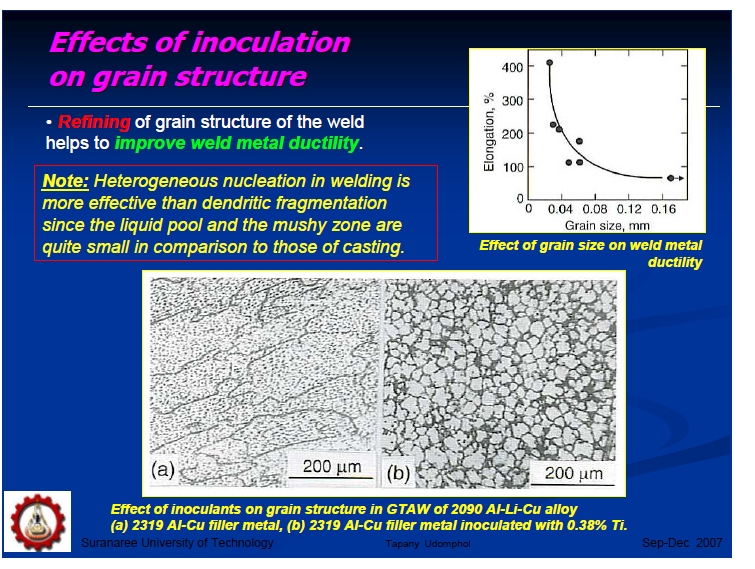 Effects of inoculation
on grain structure
• Refining of grain structure of the weld
helps to improve weld metal ductility.
Note: Heterogeneous nucleation in welding is
more effective than dendritic fragmentation
since the liquid pool and the mushy zone are
quite small in comparison to those of casting.
Elongation, %
400
300
200
100
0
0 0.04 0.08 0.12 0.16
Grain size, mm
Effect of grain size on weld metal
ductility
(a) 200 μm (b) 200 μm
Effect of inoculants on grain structure in GTAW of 2090 Al-Li-Cu alloy
(a) 2319 Al-Cu filler metal, (b) 2319 Al-Cu filler metal inoculated with 0.38% Ti.
Suranaree University of Technology Tapany Udomphol Sep-Dec 2007